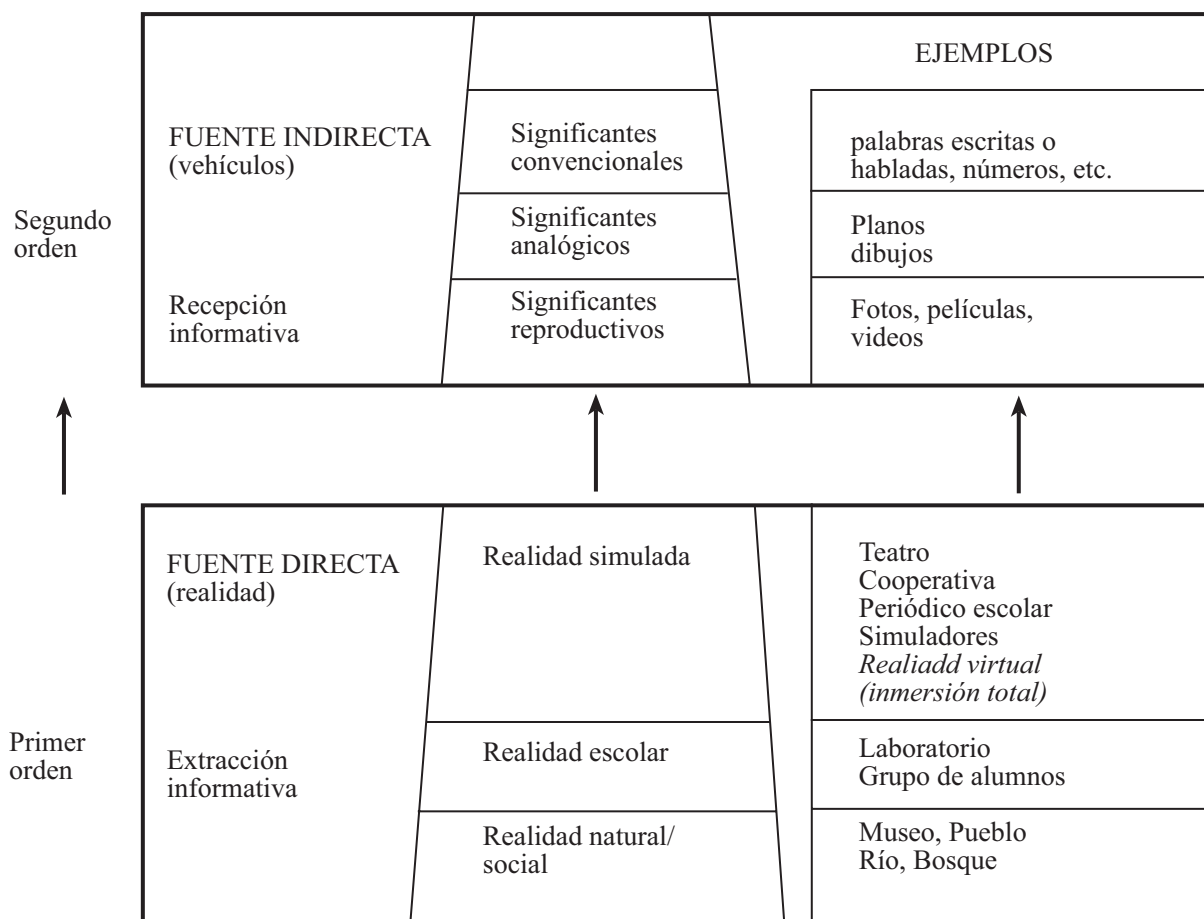 EJEMPLOS
Segundo
orden
FUENTE INDIRECTA
(vehículos)
Recepción
informativa
Significantes
convencionales
palabras escritas o
habladas, números, etc.
Significantes
analógicos
Planos
dibujos
Significantes
reproductivos
Fotos, películas,
videos
Primer
orden
FUENTE DIRECTA
(realidad)
Extracción
informativa
Realidad simulada
Teatro
Cooperativa
Periódico escolar
Simuladores
Realiadd virtual
(inmersión total)
Realidad escolar
Laboratorio
Grupo de alumnos
Realidad natural/
social
Museo, Pueblo
Río, Bosque